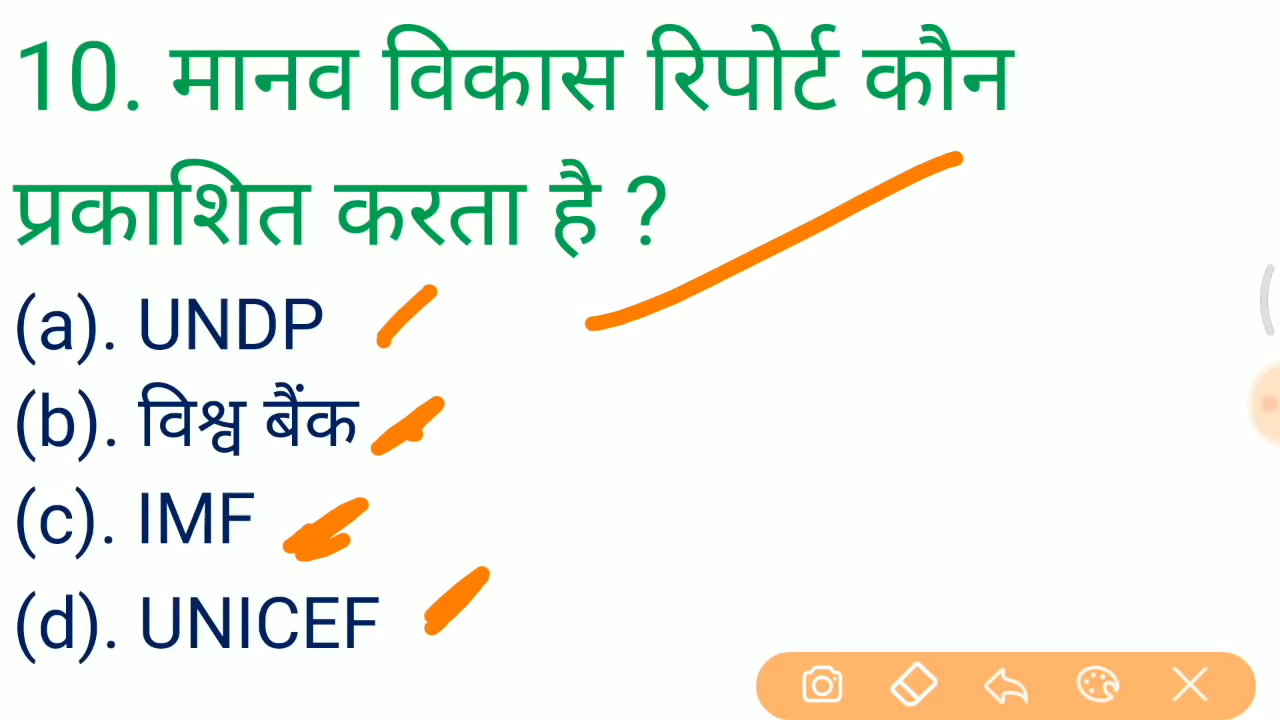 10. मानव विकास रिपोर्ट कौन
प्रकाशित करता है ?
(a). UNDP
(b). विश्व बैंक
(c). IMF
(d). UNICEF